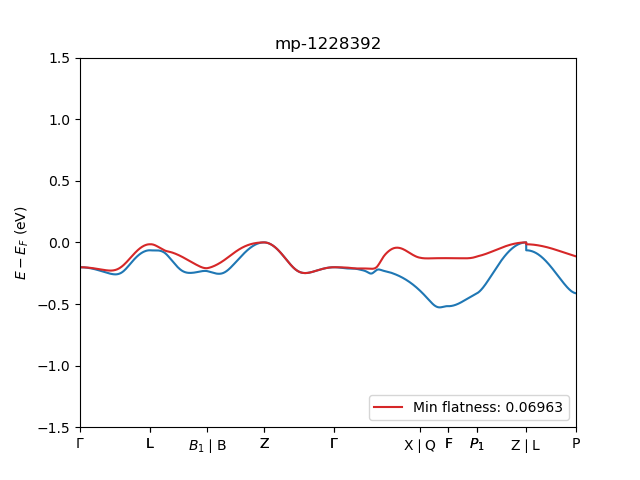 mp-1228392
E − E_F (eV)
1.5
1.0
0.5
0.0
−0.5
−1.0
−1.5
Min flatness: 0.06963
Γ L B₁ | B Z Γ X | Q F P₁ Z | L P